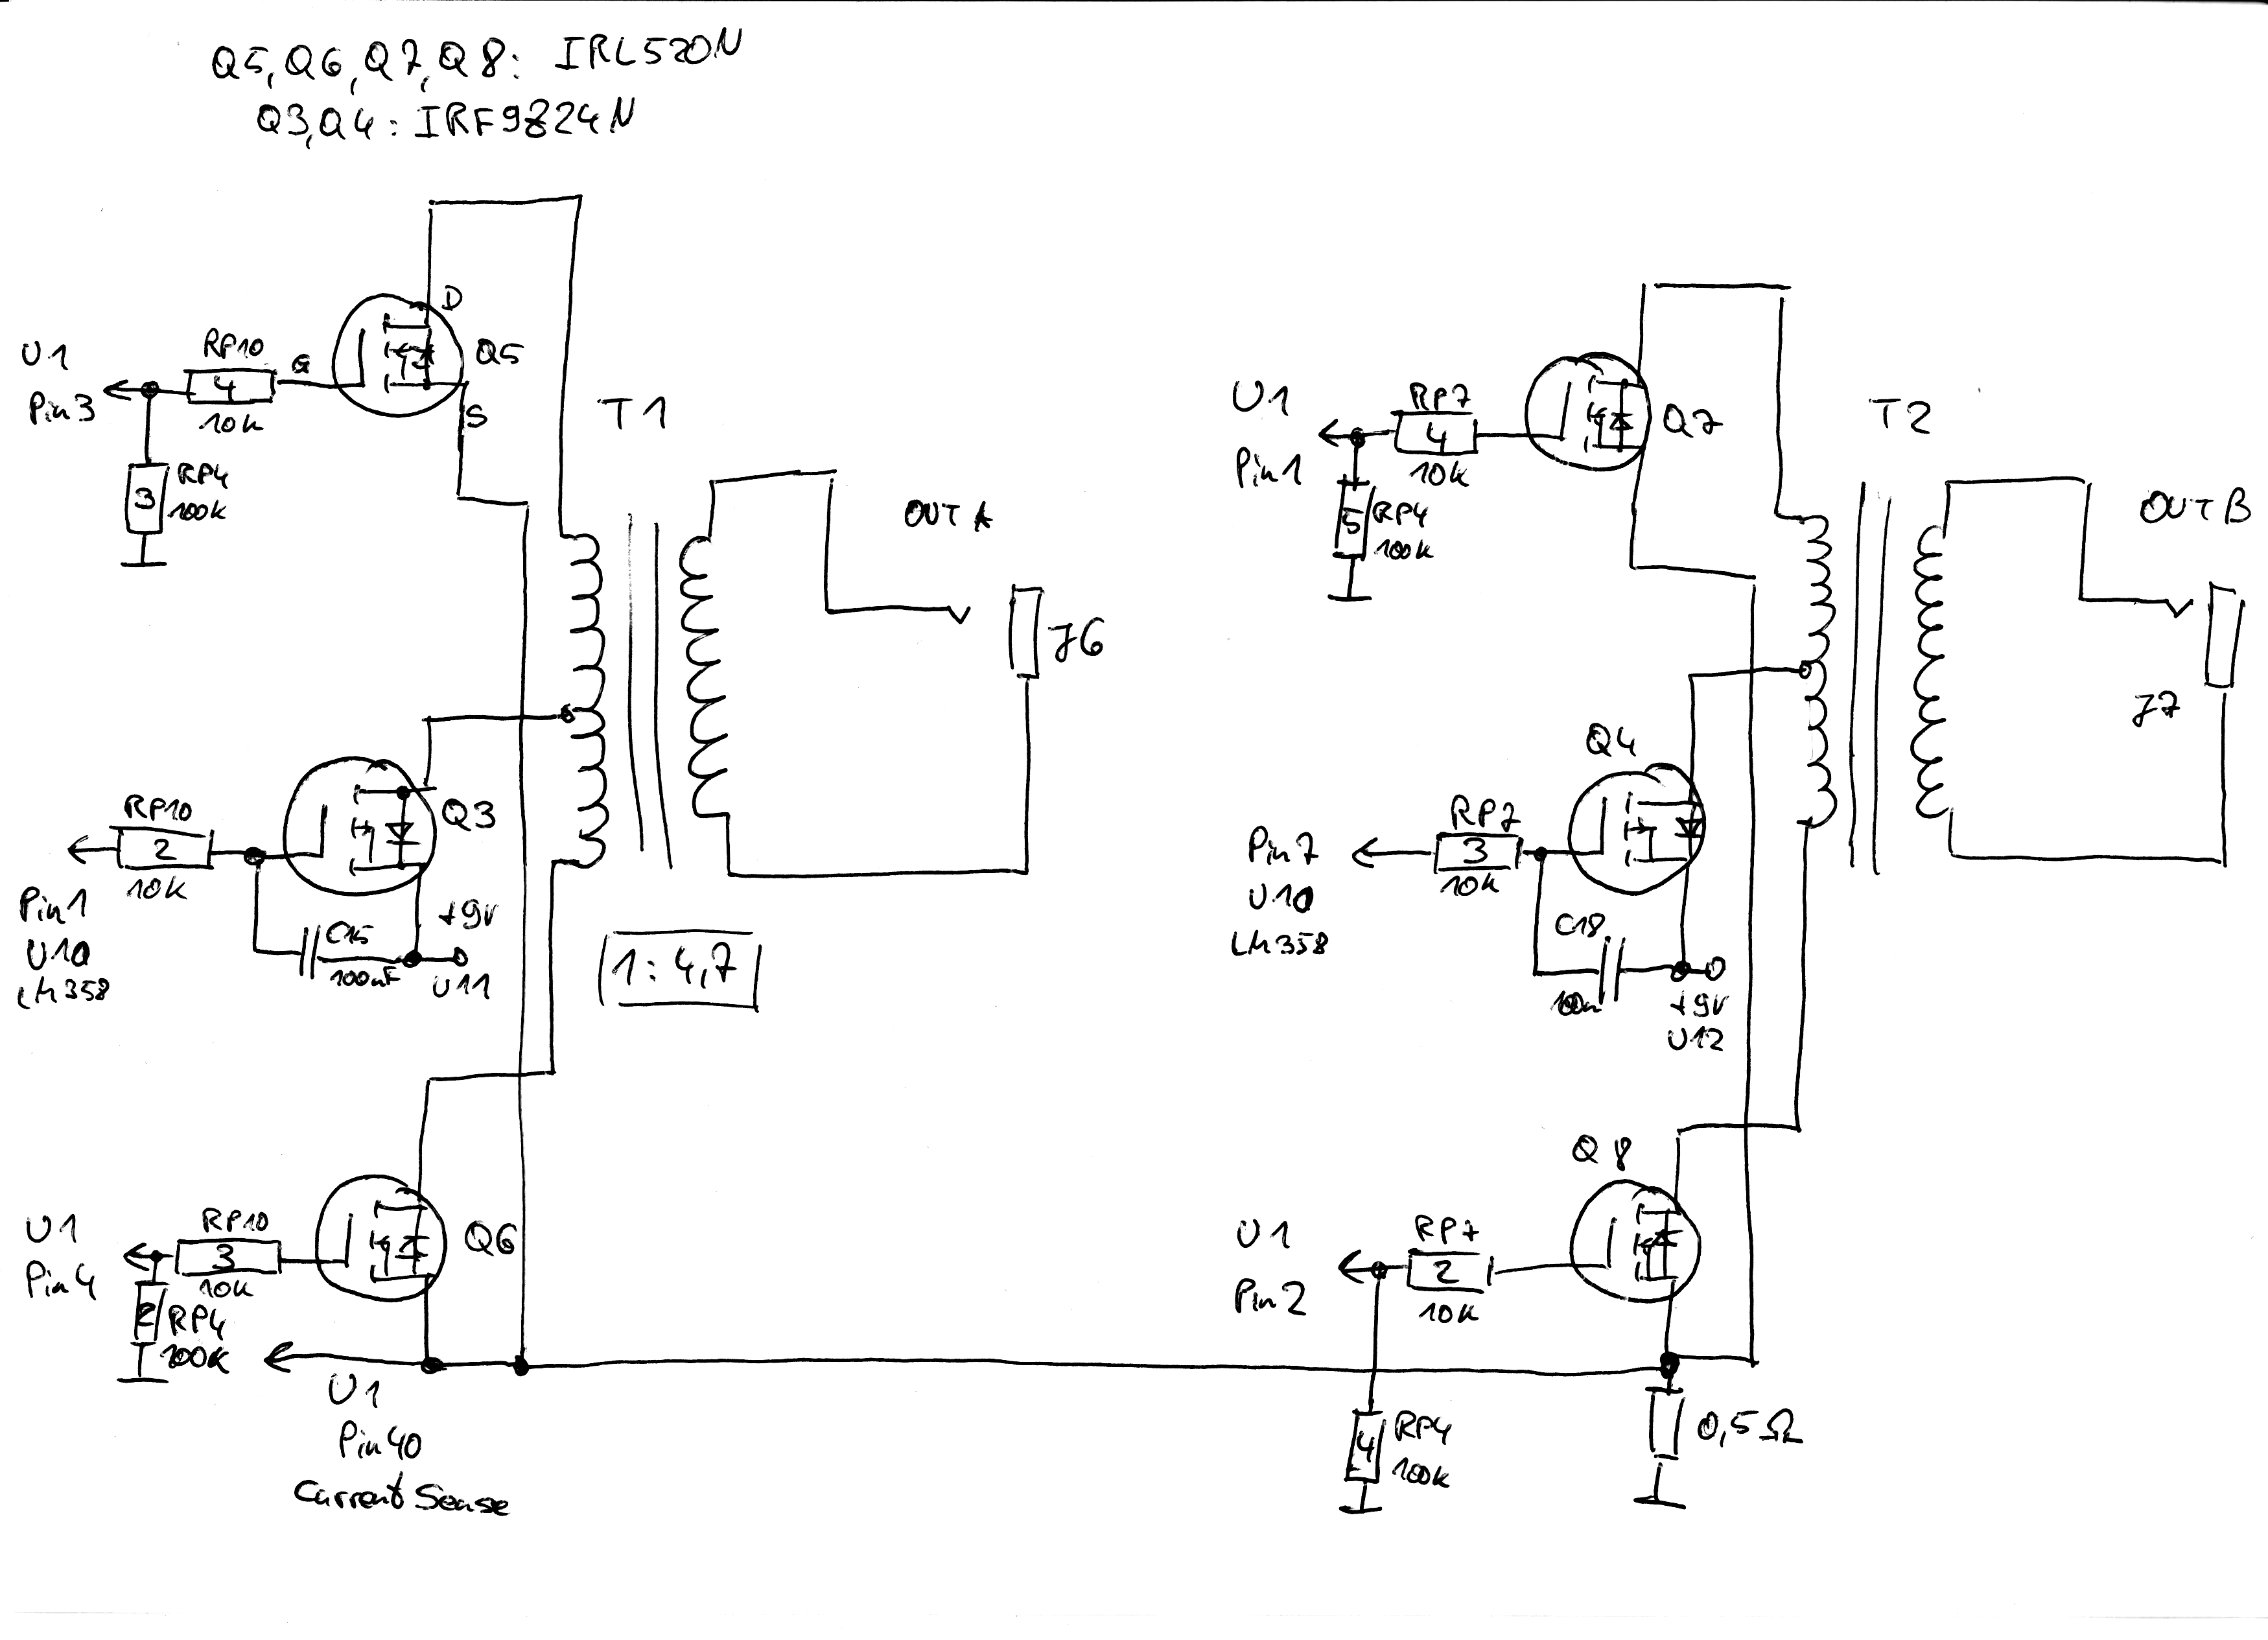 Q5,Q6,Q7,Q8: IRL520N
Q3,Q4: IRF9Z24N
D
U1
RP10
G
Q5
Pin3
4
10k
S
T1
RP4
3
100k
OUT A
J6
RP10
Q3
2
10k
Pin1
+9V
U10
C15
LM358
100nF
U11
1:4,7
U1
RP10
Q6
Pin4
3
10k
2
RP4
100k
U1
Pin40
Current Sense
U1
RP7
Q7
T2
Pin1
4
10k
OUT B
5
RP4
100k
J7
Q4
RP7
Pin7
3
U10
10k
LM358
C18
100n
+9V
U12
Q8
U1
RP7
Pin2
2
10k
RP4
4
100k
0,5Ω